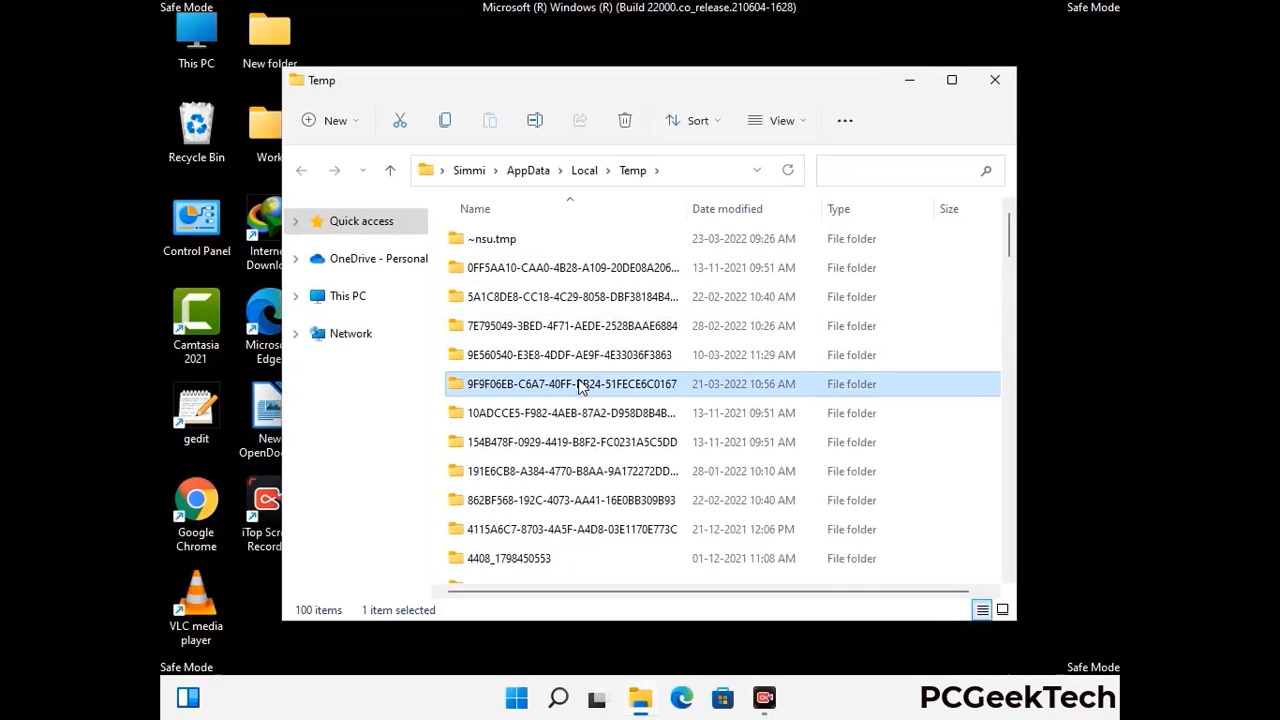 Safe Mode
Microsoft (R) Windows (R) (Build 22000.co_release.210604-1628)
Safe Mode
This PC
New folder
Recycle Bin
Work
Control Panel
Internet
Downlo...
Camtasia
2021
Microso...
Edge
gedit
New
OpenDo...
Google
Chrome
iTop Scre...
Record...
VLC media
player
Temp
New
Sort
View
Simmi > AppData > Local > Temp >
Name
Date modified
Type
Size
Quick access
OneDrive - Personal
This PC
Network
~nsu.tmp 23-03-2022 09:26 AM File folder
0FF5AA10-CAA0-4B28-A109-20DE08A206... 13-11-2021 09:51 AM File folder
5A1C8DE8-CC18-4C29-8058-DBF38184B4... 22-02-2022 10:40 AM File folder
7E795049-3BED-4F71-AEDE-2528BAAE6884 28-02-2022 10:26 AM File folder
9E560540-E3E8-4DDF-AE9F-4E33036F3863 10-03-2022 11:29 AM File folder
21-03-2022 10:56 AM File folder
10ADCCE5-F982-4AEB-87A2-D958D8B4B... 13-11-2021 09:51 AM File folder
154B478F-0929-4419-B8F2-FC0231A5C5DD 13-11-2021 09:51 AM File folder
191E6CB8-A384-4770-B8AA-9A172272DD... 28-01-2022 10:10 AM File folder
862BF568-192C-4073-AA41-16E0BB309B93 22-02-2022 10:40 AM File folder
4115A6C7-8703-4A5F-A4D8-03E1170E773C 21-12-2021 12:06 PM File folder
4408_1798450553 01-12-2021 11:08 AM File folder
100 items
1 item selected
Safe Mode
Safe Mode
PCGeekTech